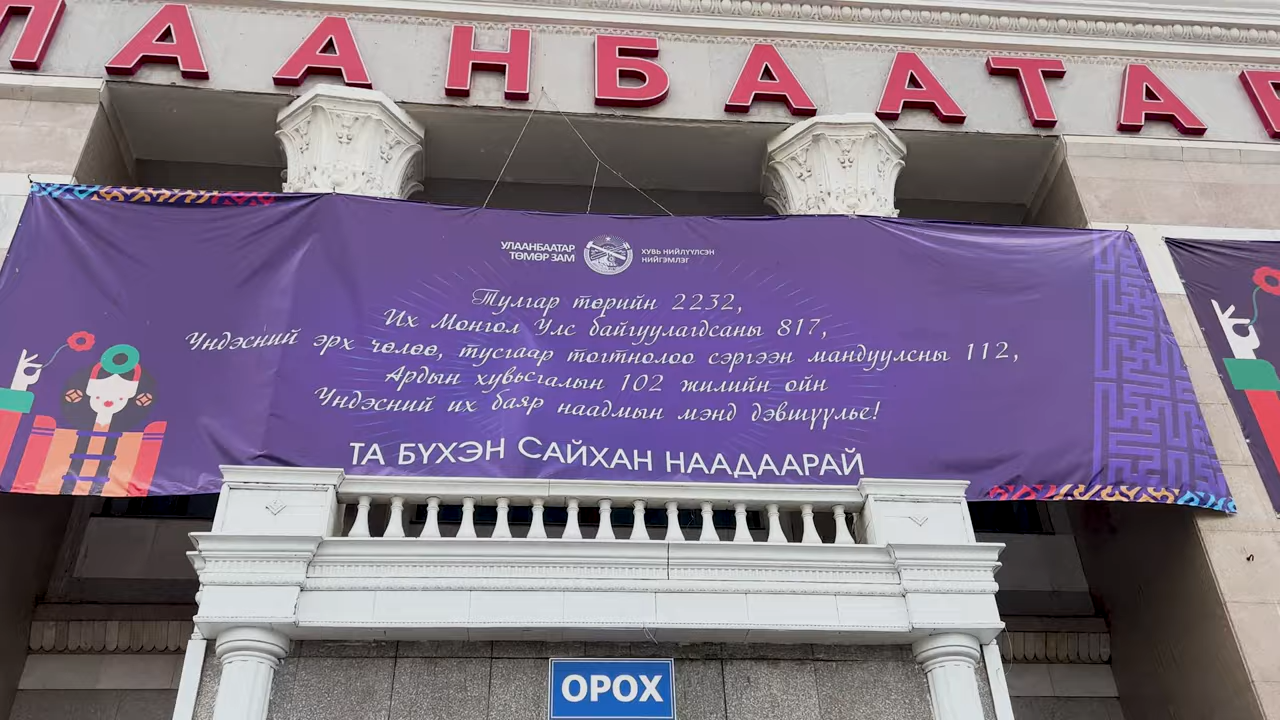 ЛААНБААТАР
УЛААНБААТАР
ТӨМӨР ЗАМ
ХУВЬ НИЙЛҮҮЛСЭН
НИЙГЭМЛЭГ
Тулгар төрийн 2232,
Их Монгол Улс байгуулагдсаны 817,
Үндэсний эрх чөлөө, тусгаар тогтнолоо сэргээн мандуулсны 112,
Ардын хувьсгалын 102 жилийн ойн
Үндэсний их баяр наадмын мэнд дэвшүүлье!
ТА БҮХЭН САЙХАН НААДААРАЙ
ОРОХ